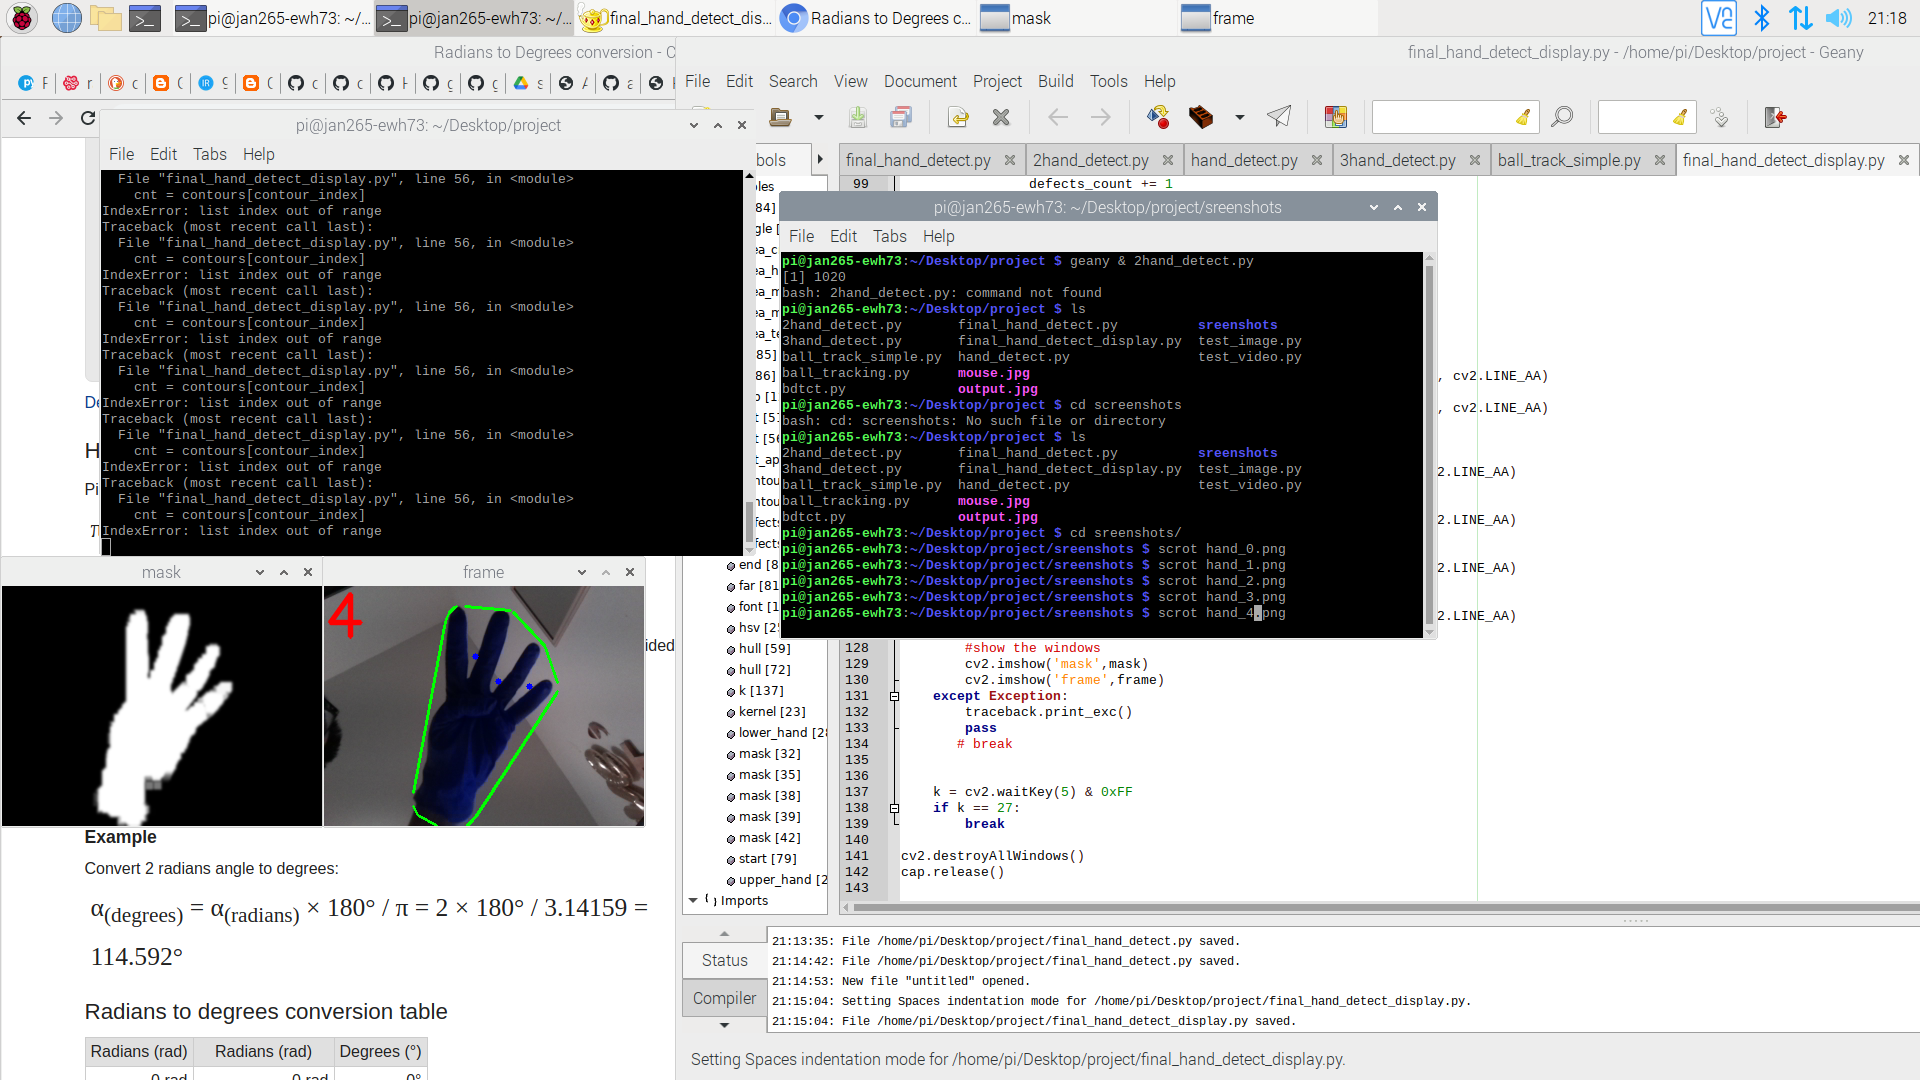 pi@jan265-ewh73: ~/...
pi@jan265-ewh73: ~/...
final_hand_detect_dis...
Radians to Degrees c...
mask
frame
21:18
Radians to Degrees conversion - C
final_hand_detect_display.py - /home/pi/Desktop/project - Geany
File Edit Search View Document Project Build Tools Help
pi@jan265-ewh73: ~/Desktop/project
File Edit Tabs Help
File "final_hand_detect_display.py", line 56, in <module>
cnt = contours[contour_index]
IndexError: list index out of range
Traceback (most recent call last):
File "final_hand_detect_display.py", line 56, in <module>
cnt = contours[contour_index]
IndexError: list index out of range
Traceback (most recent call last):
File "final_hand_detect_display.py", line 56, in <module>
cnt = contours[contour_index]
IndexError: list index out of range
Traceback (most recent call last):
File "final_hand_detect_display.py", line 56, in <module>
cnt = contours[contour_index]
IndexError: list index out of range
Traceback (most recent call last):
File "final_hand_detect_display.py", line 56, in <module>
cnt = contours[contour_index]
IndexError: list index out of range
Traceback (most recent call last):
File "final_hand_detect_display.py", line 56, in <module>
cnt = contours[contour_index]
IndexError: list index out of range
mask
frame
4
Example
Convert 2 radians angle to degrees:
α(degrees) = α(radians) × 180° / π = 2 × 180° / 3.14159 =
114.592°
Radians to degrees conversion table
Radians (rad) Radians (rad) Degrees (°)
0 rad 0 rad 0°
final_hand_detect.py 2hand_detect.py hand_detect.py 3hand_detect.py ball_track_simple.py final_hand_detect_display.py
99 defects_count += 1
pi@jan265-ewh73: ~/Desktop/project/sreenshots
File Edit Tabs Help
pi@jan265-ewh73:~/Desktop/project $ geany & 2hand_detect.py
[1] 1020
bash: 2hand_detect.py: command not found
pi@jan265-ewh73:~/Desktop/project $ ls
2hand_detect.py final_hand_detect.py sreenshots
3hand_detect.py final_hand_detect_display.py test_image.py
ball_track_simple.py hand_detect.py test_video.py
ball_tracking.py mouse.jpg
bdtct.py output.jpg
pi@jan265-ewh73:~/Desktop/project $ cd screenshots
bash: cd: screenshots: No such file or directory
pi@jan265-ewh73:~/Desktop/project $ ls
2hand_detect.py final_hand_detect.py sreenshots
3hand_detect.py final_hand_detect_display.py test_image.py
ball_track_simple.py hand_detect.py test_video.py
ball_tracking.py mouse.jpg
bdtct.py output.jpg
pi@jan265-ewh73:~/Desktop/project $ cd sreenshots/
pi@jan265-ewh73:~/Desktop/project/sreenshots $ scrot hand_0.png
pi@jan265-ewh73:~/Desktop/project/sreenshots $ scrot hand_1.png
pi@jan265-ewh73:~/Desktop/project/sreenshots $ scrot hand_2.png
pi@jan265-ewh73:~/Desktop/project/sreenshots $ scrot hand_3.png
pi@jan265-ewh73:~/Desktop/project/sreenshots $ scrot hand_4.png
, cv2.LINE_AA)
, cv2.LINE_AA)
2.LINE_AA)
2.LINE_AA)
2.LINE_AA)
2.LINE_AA)
end [8
far [81
font [1
hsv [25
hull [59]
hull [72]
k [137]
kernel [23]
lower_hand [28
mask [32]
mask [35]
mask [38]
mask [39]
mask [42]
start [79]
upper_hand [2
Imports
128 #show the windows
129 cv2.imshow('mask',mask)
130 cv2.imshow('frame',frame)
131 except Exception:
132 traceback.print_exc()
133 pass
134 # break
135
136
137 k = cv2.waitKey(5) & 0xFF
138 if k == 27:
139 break
140
141 cv2.destroyAllWindows()
142 cap.release()
143
Status
Compiler
21:13:35: File /home/pi/Desktop/project/final_hand_detect.py saved.
21:14:42: File /home/pi/Desktop/project/final_hand_detect.py saved.
21:14:53: New file "untitled" opened.
21:15:04: Setting Spaces indentation mode for /home/pi/Desktop/project/final_hand_detect_display.py.
21:15:04: File /home/pi/Desktop/project/final_hand_detect_display.py saved.
Setting Spaces indentation mode for /home/pi/Desktop/project/final_hand_detect_display.py.